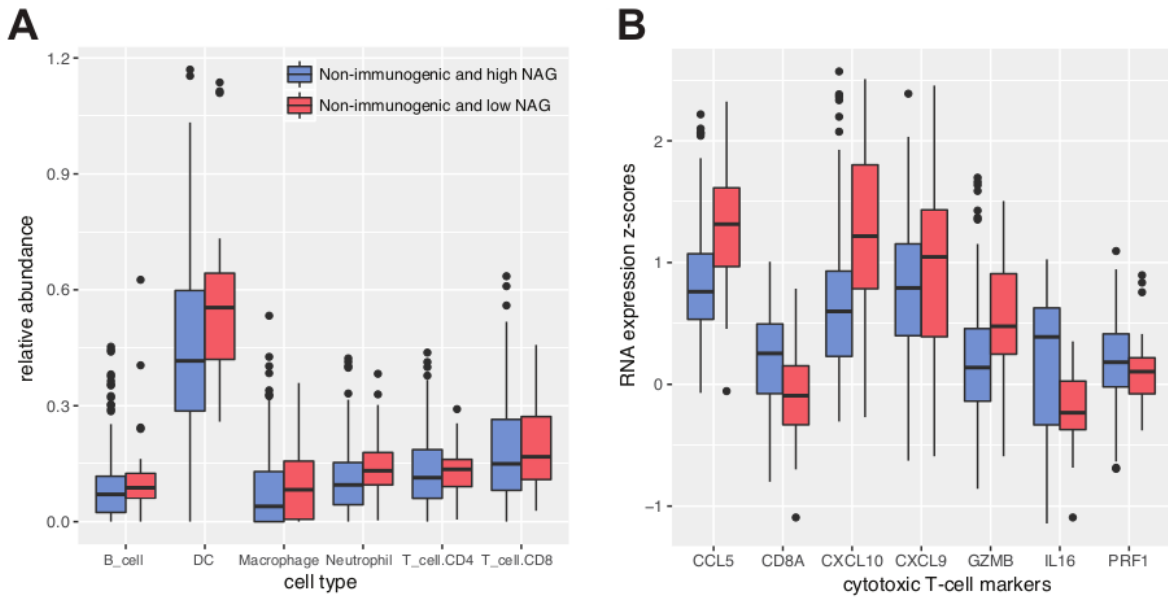 A
B
1.2
0.9
0.6
0.3
0.0
relative abundance
Non-immunogenic and high NAG
Non-immunogenic and low NAG
B_cell DC Macrophage Neutrophil T_cell.CD4 T_cell.CD8
cell type
2
1
0
−1
RNA expression z-scores
CCL5 CD8A CXCL10 CXCL9 GZMB IL16 PRF1
cytotoxic T-cell markers